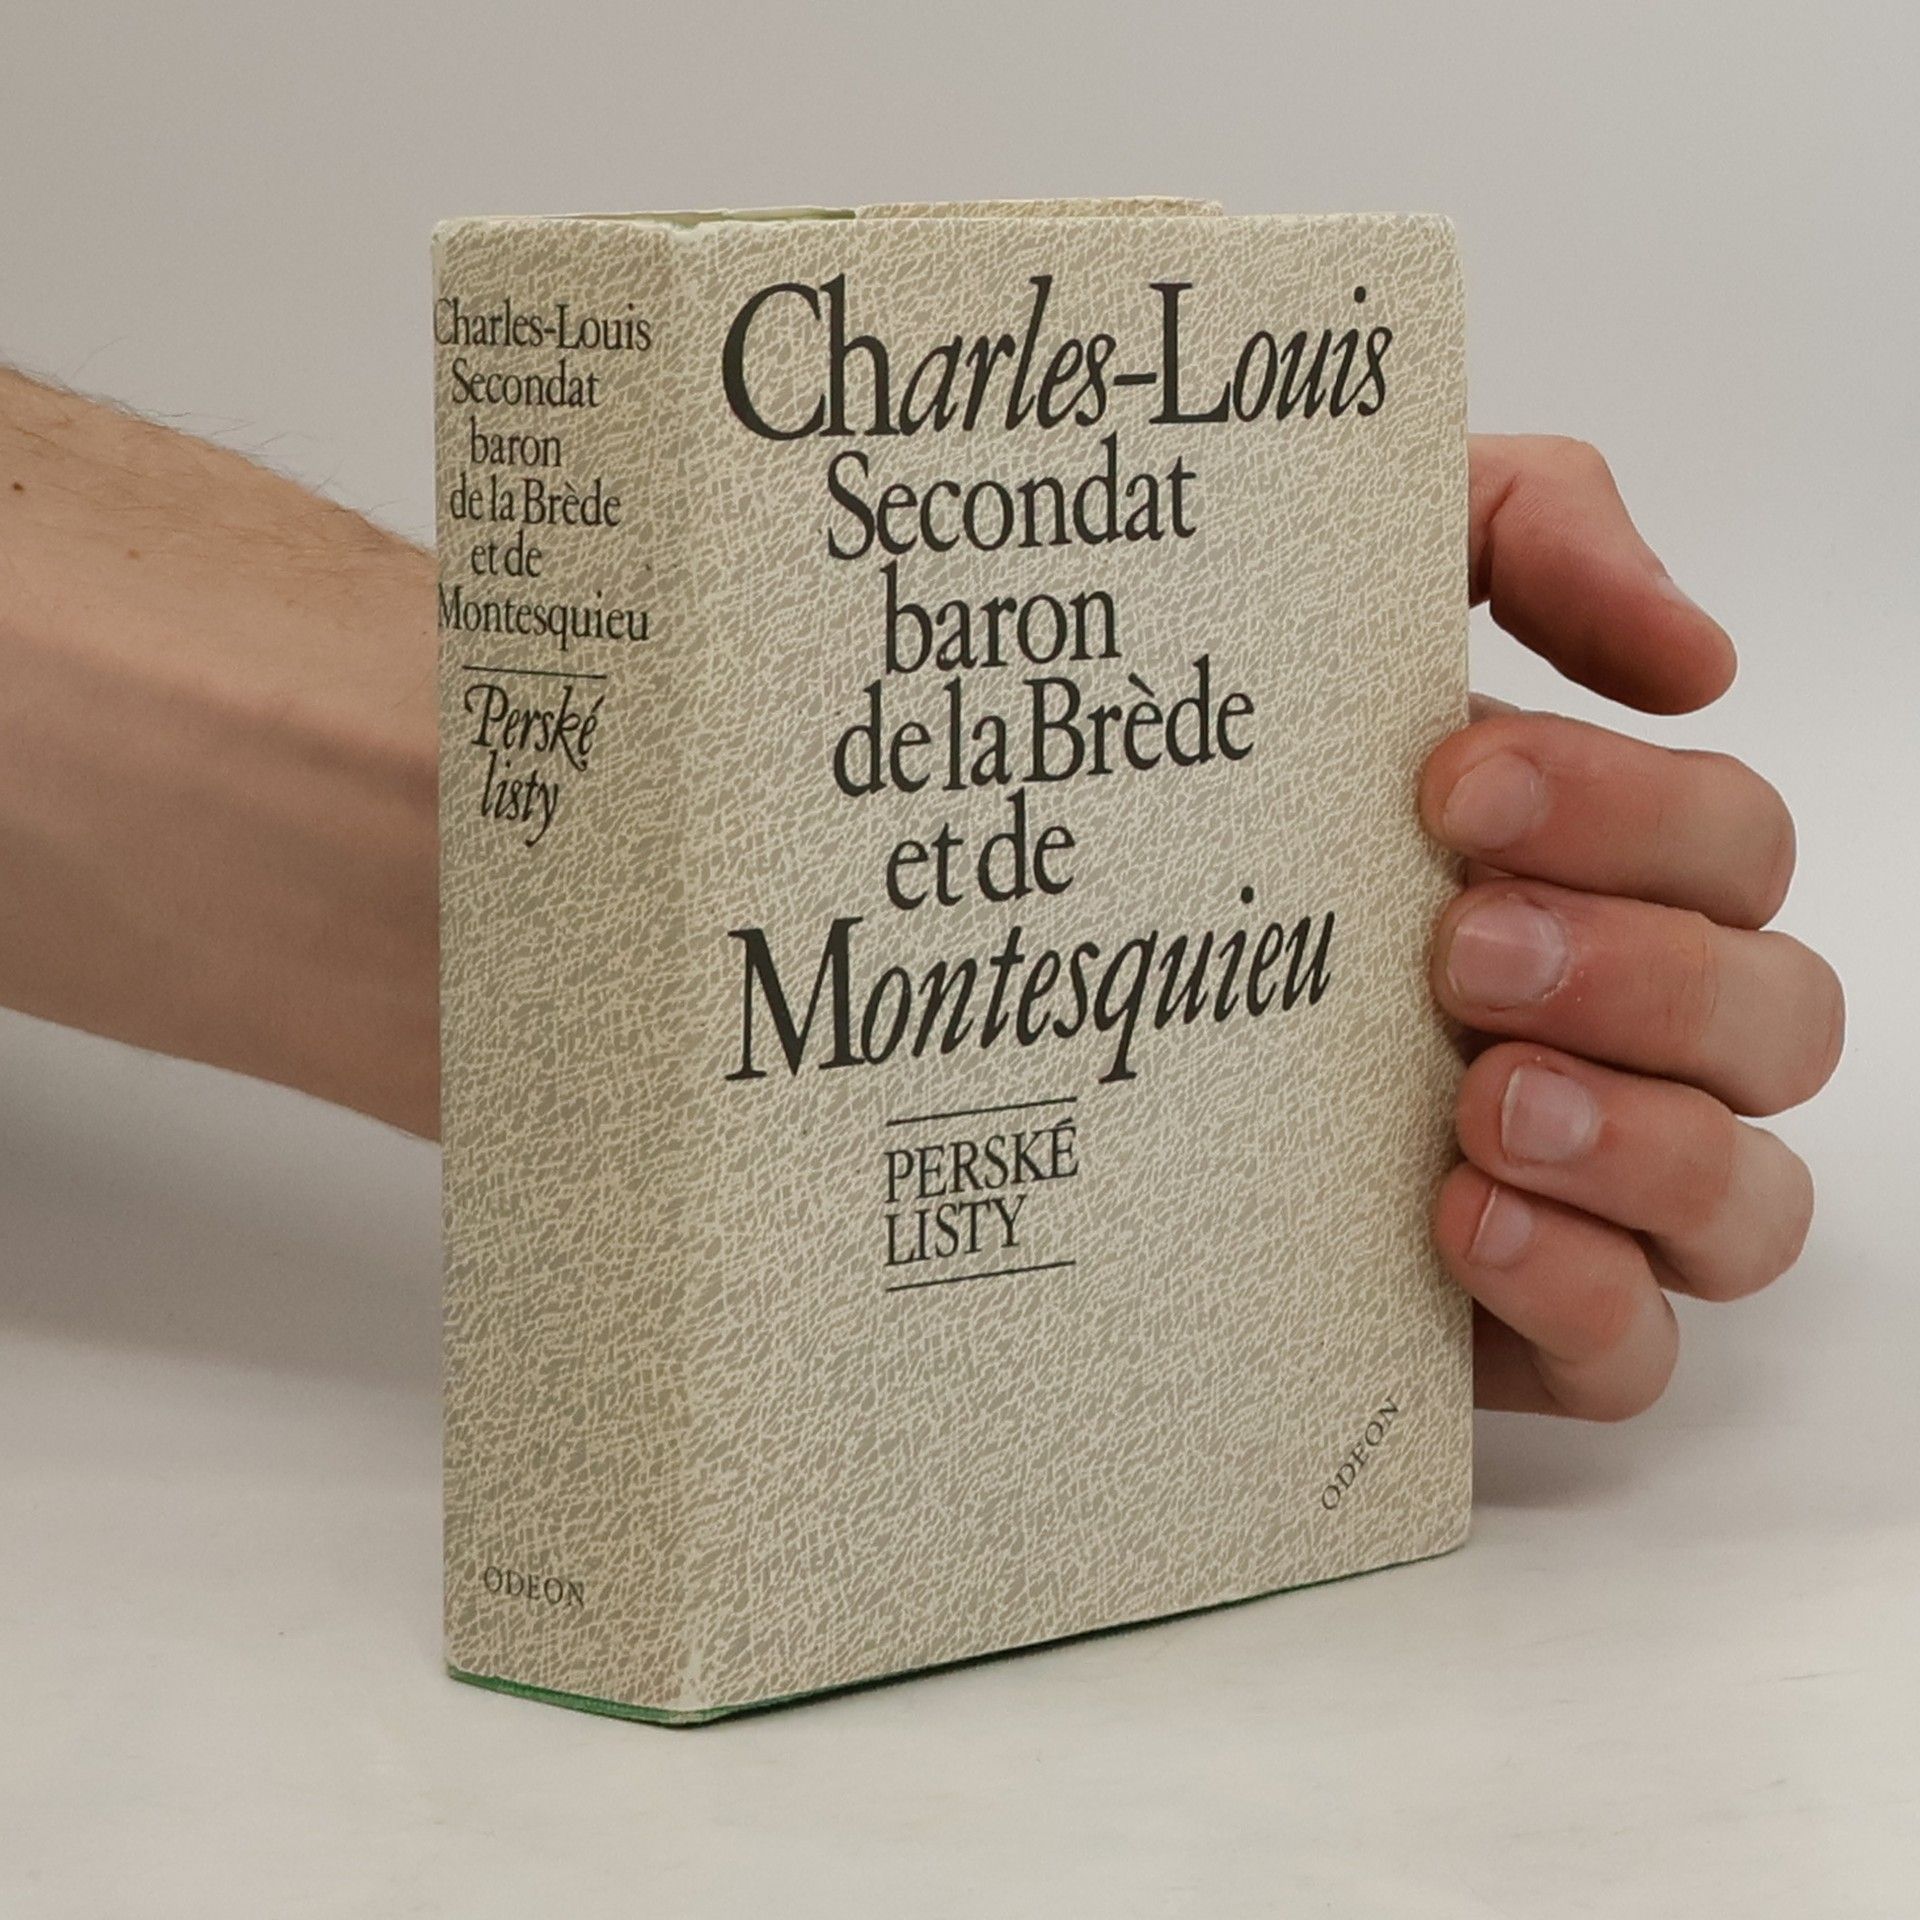 Charles-Louis
Secondat
baron
de la Brède
et de
Montesquieu
Perské
listy
ODEON
Charles-Louis
Secondat
baron
de la Brède
et de
Montesquieu
PERSKÉ
LISTY
ODEON